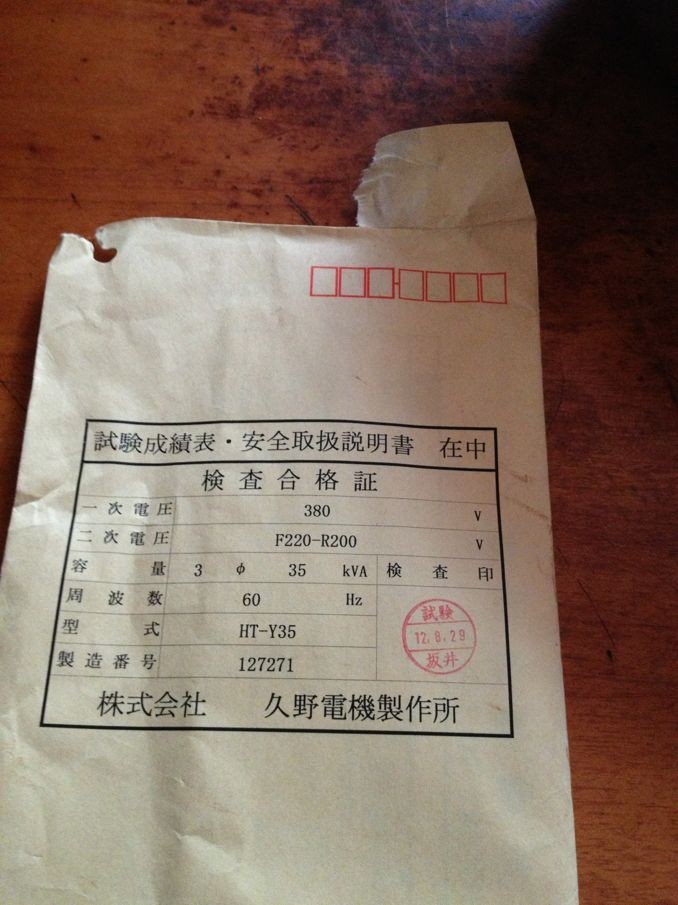 試験成績表・安全取扱説明書 在中
検査合格証
一次電圧 380 V
二次電圧 F220-R200 V
容量 3 φ 35 kVA 検査印
周波数 60 Hz
型式 HT-Y35
製造番号 127271
試験
12.8.29
坂井
株式会社 久野電機製作所